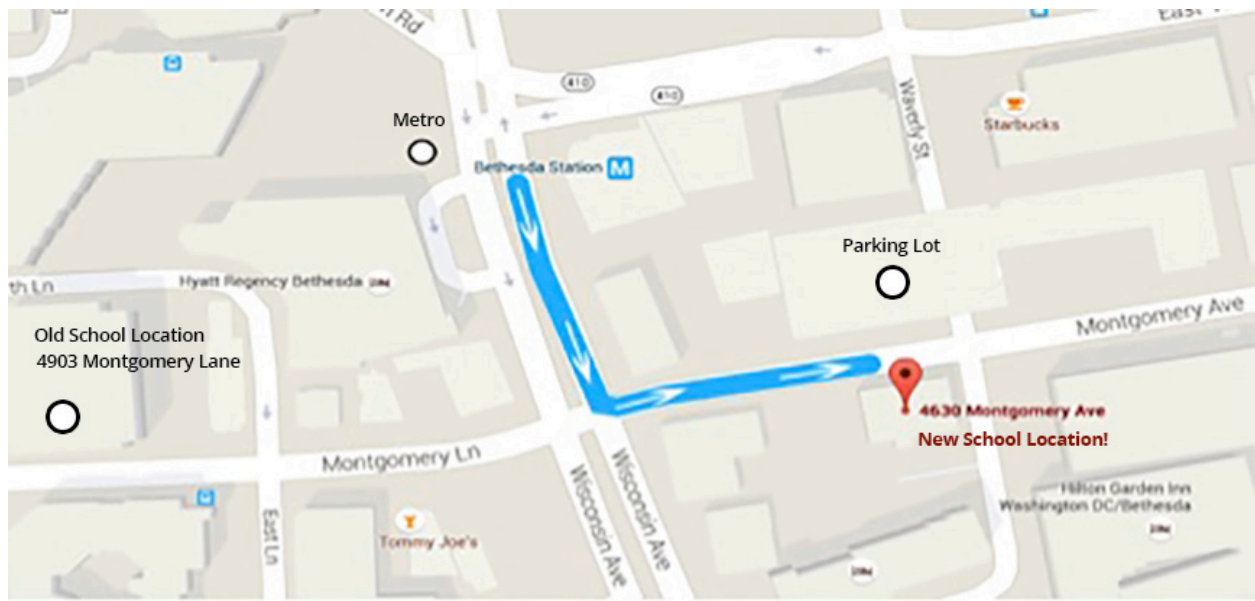 n Rd
East
410
410
Metro
Waverly St
Starbucks
Bethesda Station M
Parking Lot
Hyatt Regency Bethesda
th Ln
Montgomery Ave
Old School Location
4903 Montgomery Lane
4630 Montgomery Ave
New School Location!
Montgomery Ln
Wisconsin Ave
Wisconsin Ave
Hilton Garden Inn
Washington DC/Bethesda
East Ln
Tommy Joe's